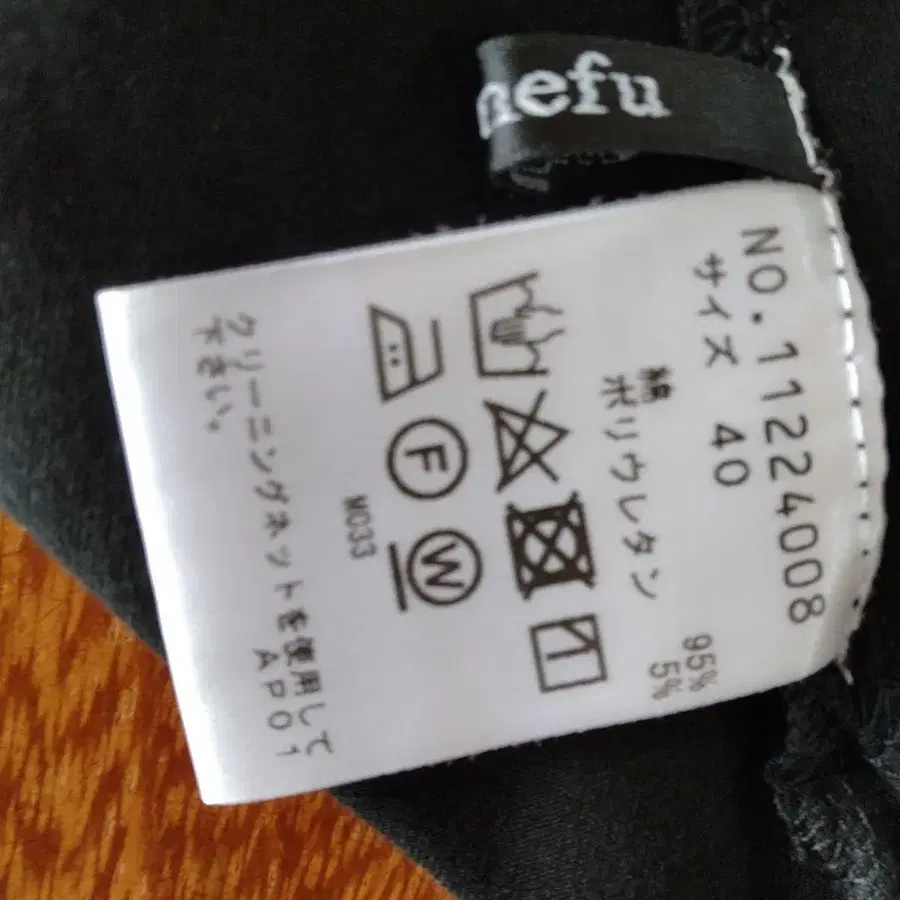 nefu
NO.11224008
サイズ 40
綿 95%
ポリウレタン 5%
F W
M033
クリーニングネットを使用して
下さい。 AP01